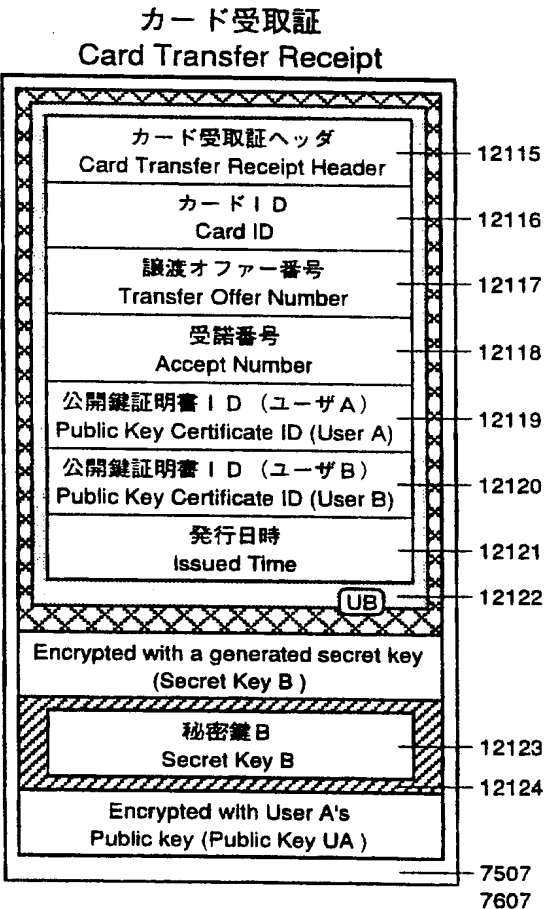 カード受取証
Card Transfer Receipt
カード受取証ヘッダ
Card Transfer Receipt Header
12115
カードＩＤ
Card ID
12116
譲渡オファー番号
Transfer Offer Number
12117
受諾番号
Accept Number
12118
公開鍵証明書ＩＤ（ユーザA）
Public Key Certificate ID (User A)
12119
公開鍵証明書ＩＤ（ユーザB）
Public Key Certificate ID (User B)
12120
発行日時
Issued Time
12121
UB
12122
Encrypted with a generated secret key
(Secret Key B )
秘密鍵B
Secret Key B
12123
12124
Encrypted with User A's
Public key (Public Key UA )
7507
7607